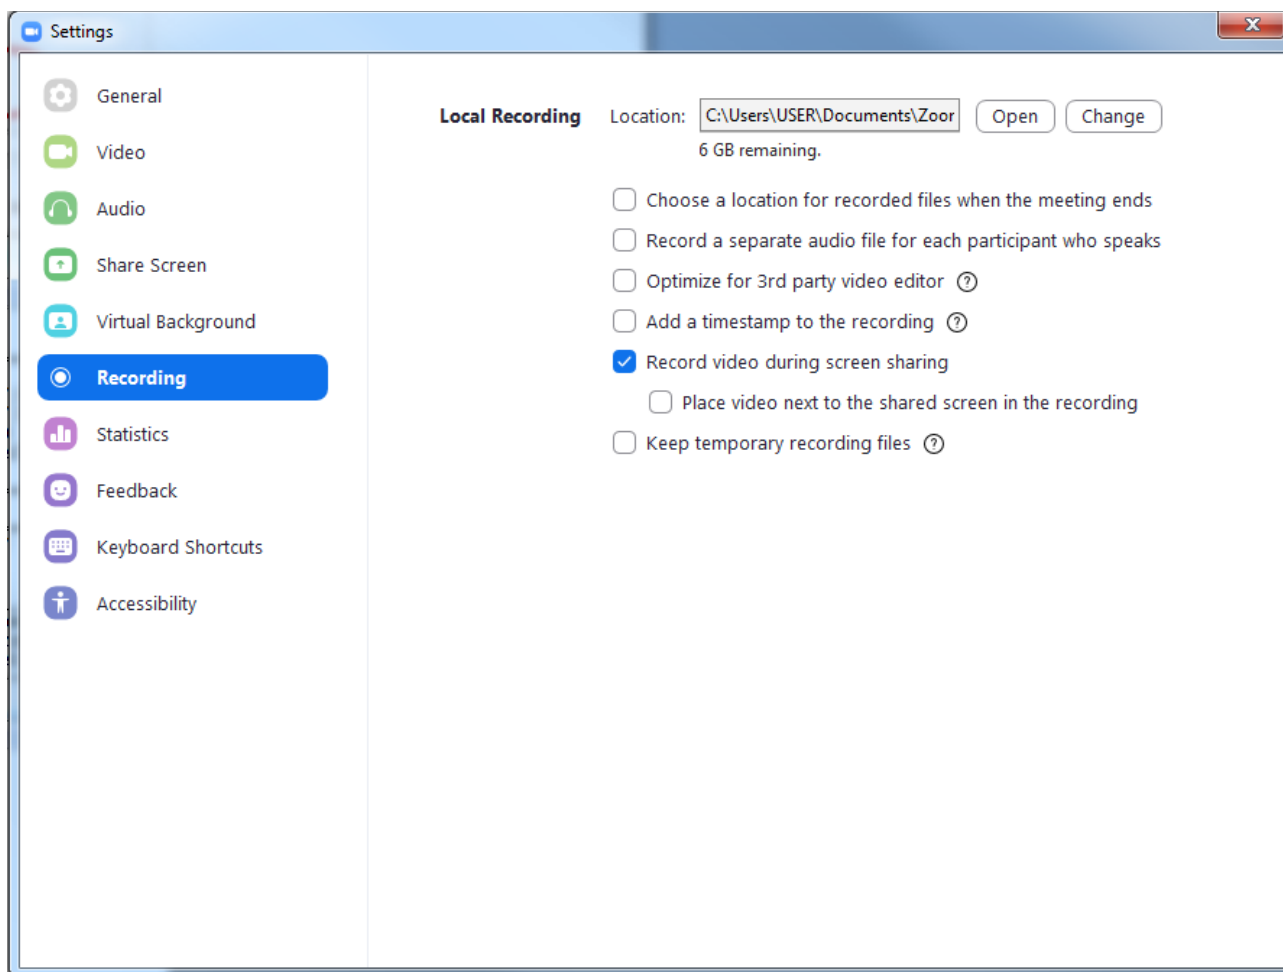 Settings
General
Video
Audio
Share Screen
Virtual Background
Recording
Statistics
Feedback
Keyboard Shortcuts
Accessibility
Local Recording Location: C:\Users\USER\Documents\Zoor Open Change
6 GB remaining.
Choose a location for recorded files when the meeting ends
Record a separate audio file for each participant who speaks
Optimize for 3rd party video editor ?
Add a timestamp to the recording ?
Record video during screen sharing
Place video next to the shared screen in the recording
Keep temporary recording files ?